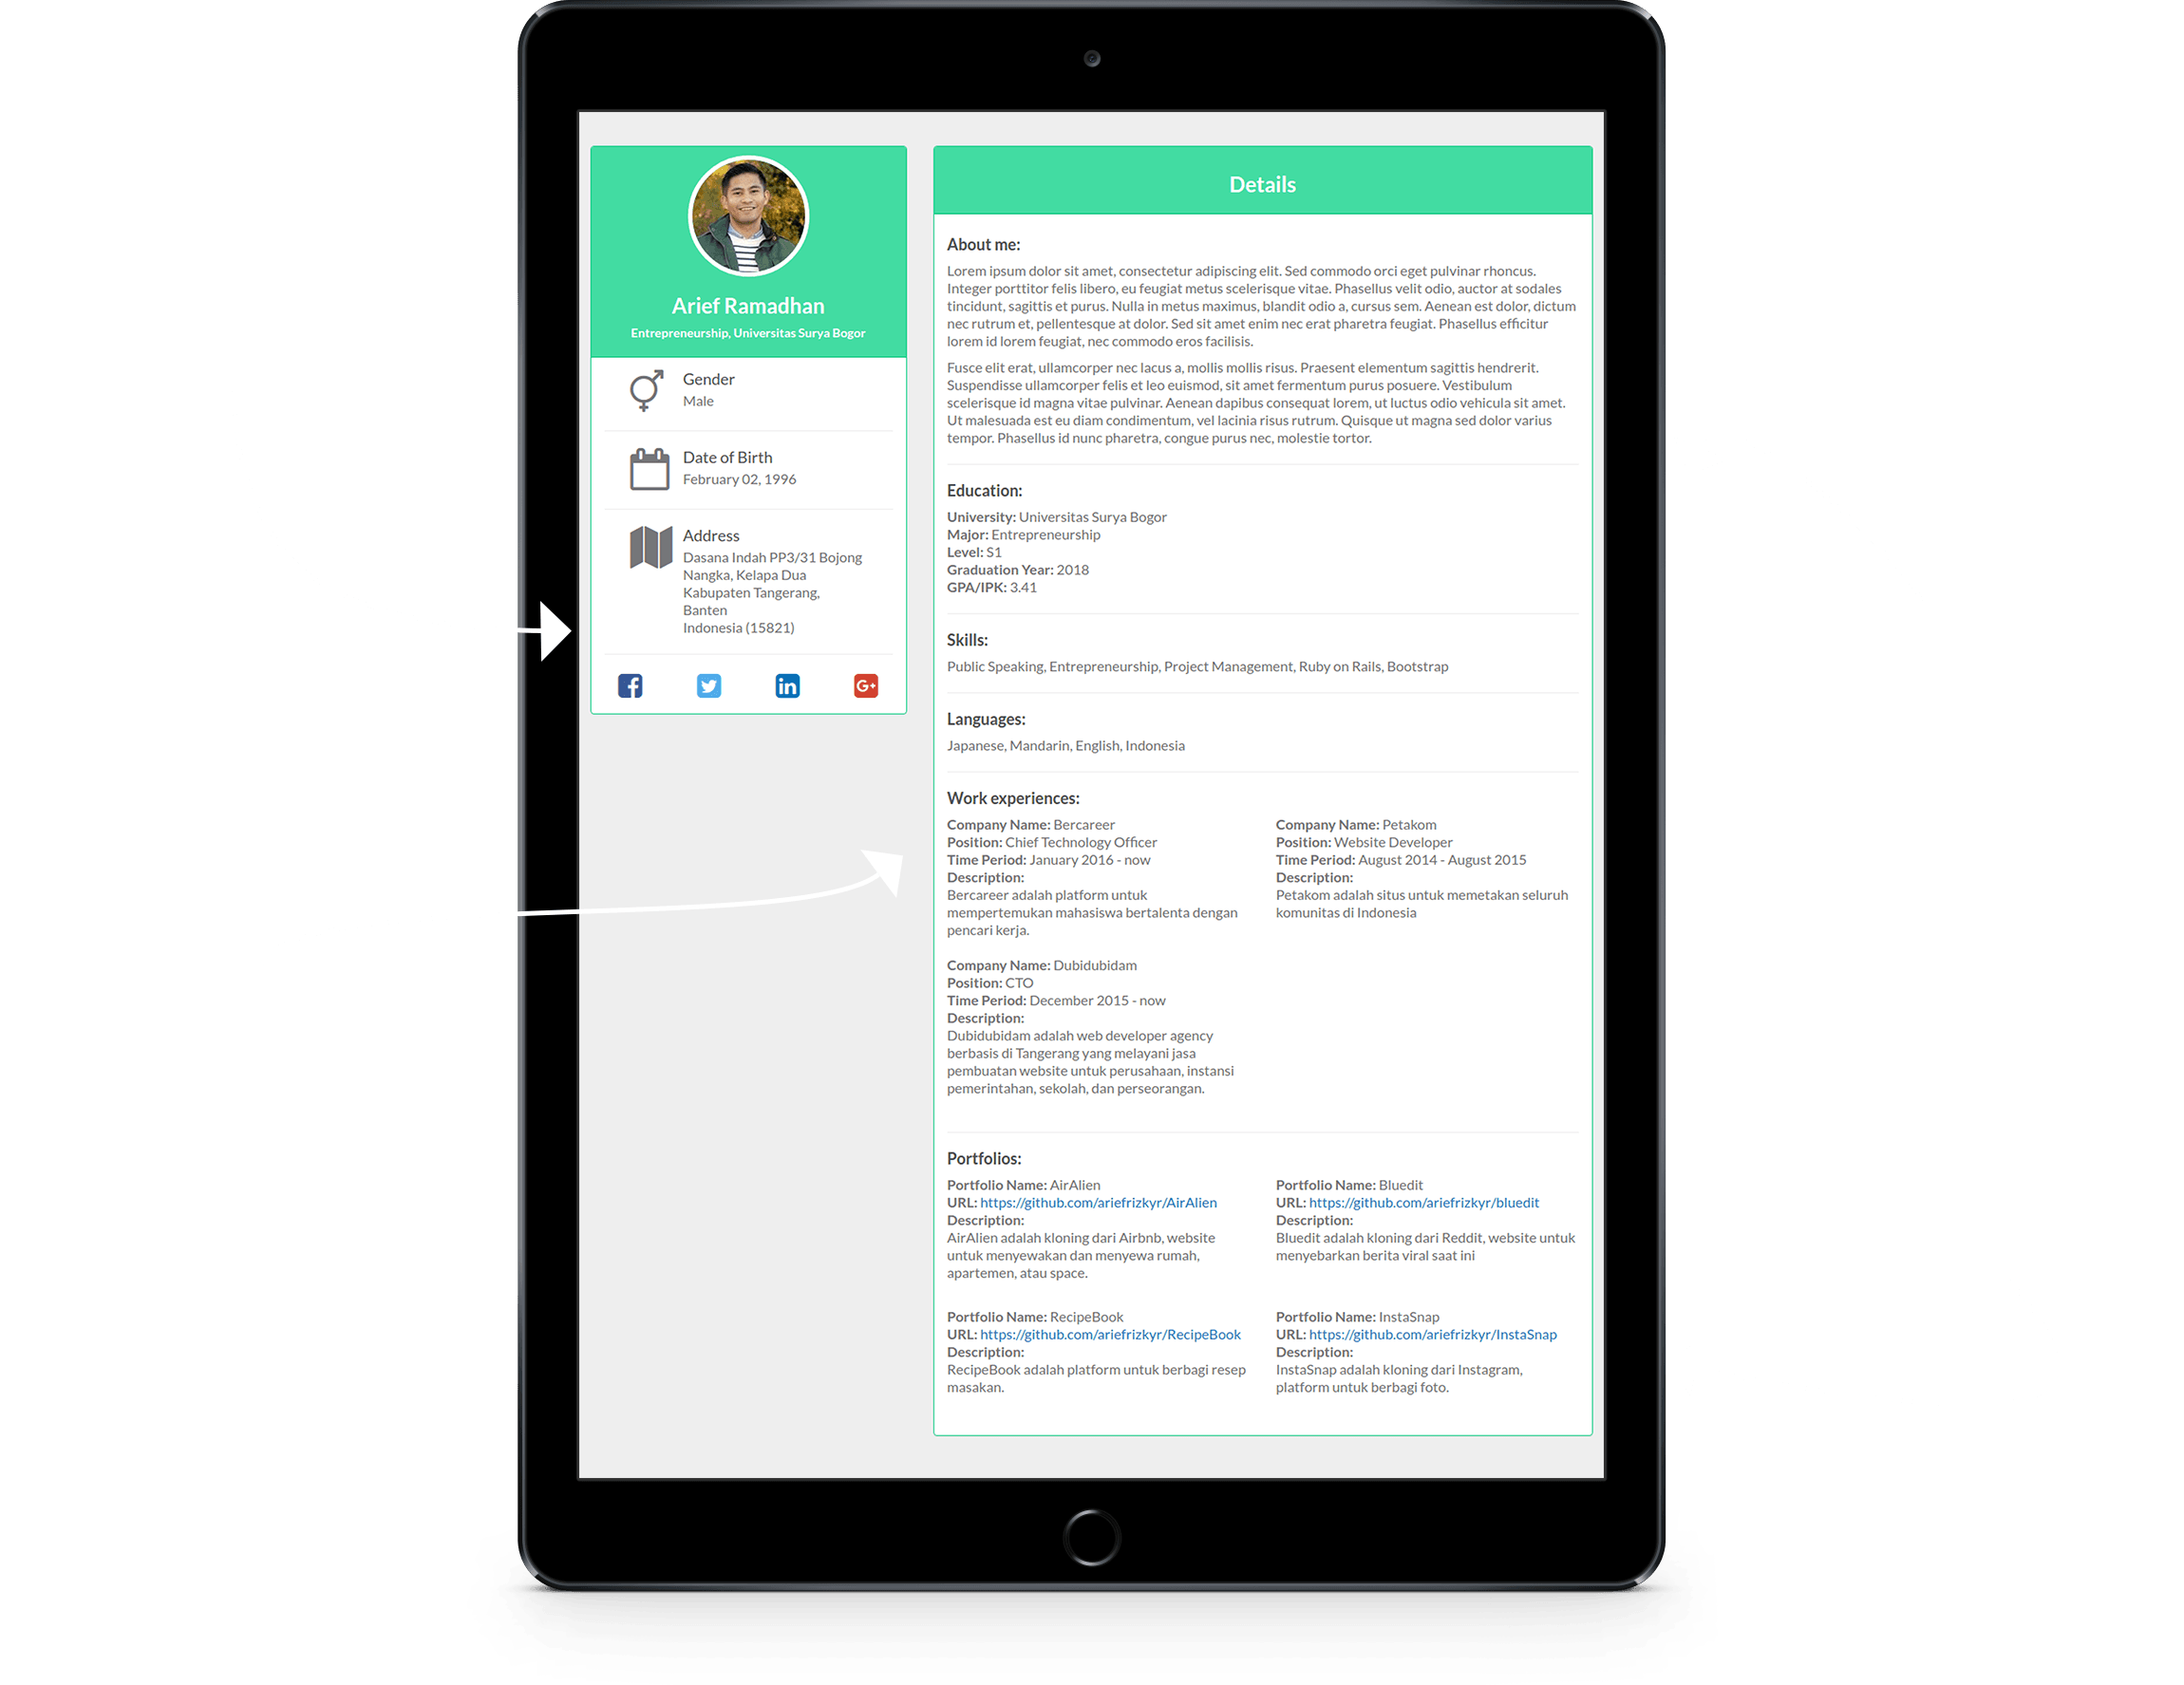 Arief Ramadhan
Entrepreneurship, Universitas Surya Bogor
Gender
Male
Date of Birth
February 02, 1996
Address
Dasana Indah PP3/31 Bojong
Nangka, Kelapa Dua
Kabupaten Tangerang,
Banten
Indonesia (15821)
Details
About me:
Lorem ipsum dolor sit amet, consectetur adipiscing elit. Sed commodo orci eget pulvinar rhoncus.
Integer porttitor felis libero, eu feugiat metus scelerisque vitae. Phasellus velit odio, auctor at sodales
tincidunt, sagittis et purus. Nulla in metus maximus, blandit odio a, cursus sem. Aenean est dolor, dictum
nec rutrum et, pellentesque at dolor. Sed sit amet enim nec erat pharetra feugiat. Phasellus efficitur
lorem id lorem feugiat, nec commodo eros facilisis.
Fusce elit erat, ullamcorper nec lacus a, mollis mollis risus. Praesent elementum sagittis hendrerit.
Suspendisse ullamcorper felis et leo euismod, sit amet fermentum purus posuere. Vestibulum
scelerisque id magna vitae pulvinar. Aenean dapibus consequat lorem, ut luctus odio vehicula sit amet.
Ut malesuada est eu diam condimentum, vel lacinia risus rutrum. Quisque ut magna sed dolor varius
tempor. Phasellus id nunc pharetra, congue purus nec, molestie tortor.
Education:
University: Universitas Surya Bogor
Major: Entrepreneurship
Level: S1
Graduation Year: 2018
GPA/IPK: 3.41
Skills:
Public Speaking, Entrepreneurship, Project Management, Ruby on Rails, Bootstrap
Languages:
Japanese, Mandarin, English, Indonesia
Work experiences:
Company Name: Bercareer
Position: Chief Technology Officer
Time Period: January 2016 - now
Description:
Bercareer adalah platform untuk
mempertemukan mahasiswa bertalenta dengan
pencari kerja.
Company Name: Petakom
Position: Website Developer
Time Period: August 2014 - August 2015
Description:
Petakom adalah situs untuk memetakan seluruh
komunitas di Indonesia
Company Name: Dubidubidam
Position: CTO
Time Period: December 2015 - now
Description:
Dubidubidam adalah web developer agency
berbasis di Tangerang yang melayani jasa
pembuatan website untuk perusahaan, instansi
pemerintahan, sekolah, dan perseorangan.
Portfolios:
Portfolio Name: AirAlien
URL: https://github.com/ariefrizkyr/AirAlien
Description:
AirAlien adalah kloning dari Airbnb, website
untuk menyewakan dan menyewa rumah,
apartemen, atau space.
Portfolio Name: Bluedit
URL: https://github.com/ariefrizkyr/bluedit
Description:
Bluedit adalah kloning dari Reddit, website untuk
menyebarkan berita viral saat ini
Portfolio Name: RecipeBook
URL: https://github.com/ariefrizkyr/RecipeBook
Description:
RecipeBook adalah platform untuk berbagi resep
masakan.
Portfolio Name: InstaSnap
URL: https://github.com/ariefrizkyr/InstaSnap
Description:
InstaSnap adalah kloning dari Instagram,
platform untuk berbagi foto.